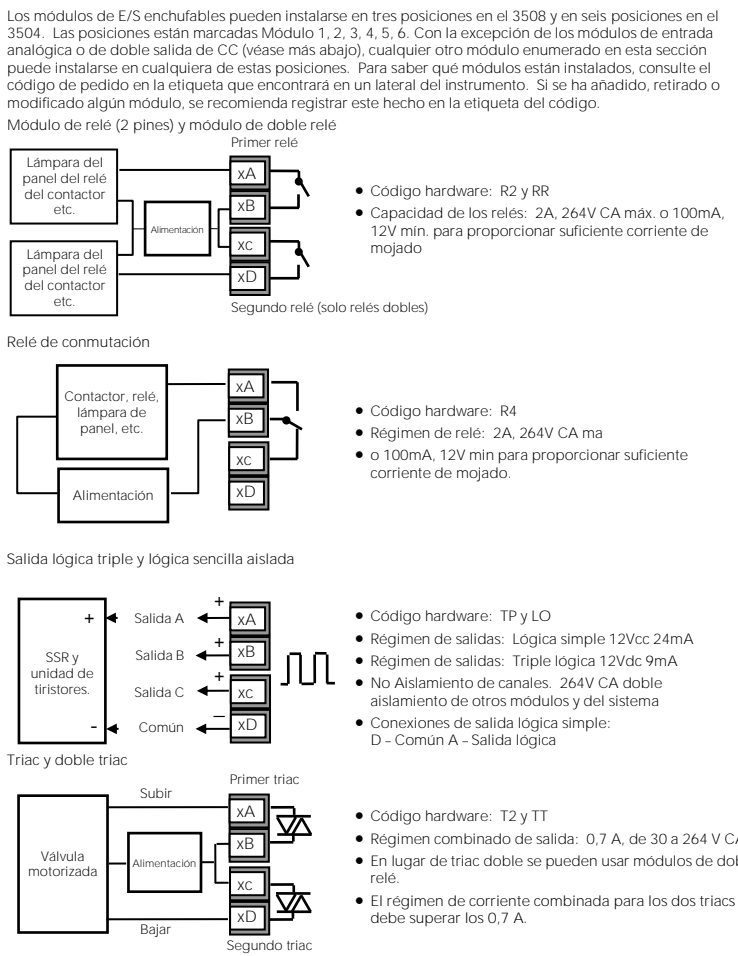 Los módulos de E/S enchufables pueden instalarse en tres posiciones en el 3508 y en seis posiciones en el
3504.  Las posiciones están marcadas Módulo 1, 2, 3, 4, 5, 6. Con la excepción de los módulos de entrada
analógica o de doble salida de CC (véase más abajo), cualquier otro módulo enumerado en esta sección
puede instalarse en cualquiera de estas posiciones.  Para saber qué módulos están instalados, consulte el
código de pedido en la etiqueta que encontrará en un lateral del instrumento.  Si se ha añadido, retirado o
modificado algún módulo, se recomienda registrar este hecho en la etiqueta del código.
Módulo de relé (2 pines) y módulo de doble relé
Primer relé
Lámpara del
panel del relé
del contactor
etc.
Alimentación
Lámpara del
panel del relé
del contactor
etc.
xA
xB
xc
xD
Segundo relé (solo relés dobles)
• Código hardware:  R2 y RR
• Capacidad de los relés:  2A, 264V CA máx. o 100mA,
12V mín. para proporcionar suficiente corriente de
mojado
Relé de conmutación
Contactor, relé,
lámpara de
panel, etc.
Alimentación
xA
xB
xc
xD
• Código hardware:  R4
• Régimen de relé:  2A, 264V CA ma
• o 100mA, 12V min para proporcionar suficiente
corriente de mojado.
Salida lógica triple y lógica sencilla aislada
SSR y
unidad de
tiristores.
+
-
Salida A
+
xA
Salida B
+
xB
Salida C
+
xc
Común
–
xD
• Código hardware:  TP y LO
• Régimen de salidas:  Lógica simple 12Vcc 24mA
• Régimen de salidas:  Triple lógica 12Vdc 9mA
• No Aislamiento de canales.  264V CA doble
aislamiento de otros módulos y del sistema
• Conexiones de salida lógica simple:
D – Común A – Salida lógica
Triac y doble triac
Primer triac
Subir
Válvula
motorizada
Alimentación
Bajar
xA
xB
xc
xD
Segundo triac
• Código hardware:  T2 y TT
• Régimen combinado de salida:  0,7 A, de 30 a 264 V CA
• En lugar de triac doble se pueden usar módulos de dob
relé.
• El régimen de corriente combinada para los dos triacs
debe superar los 0,7 A.